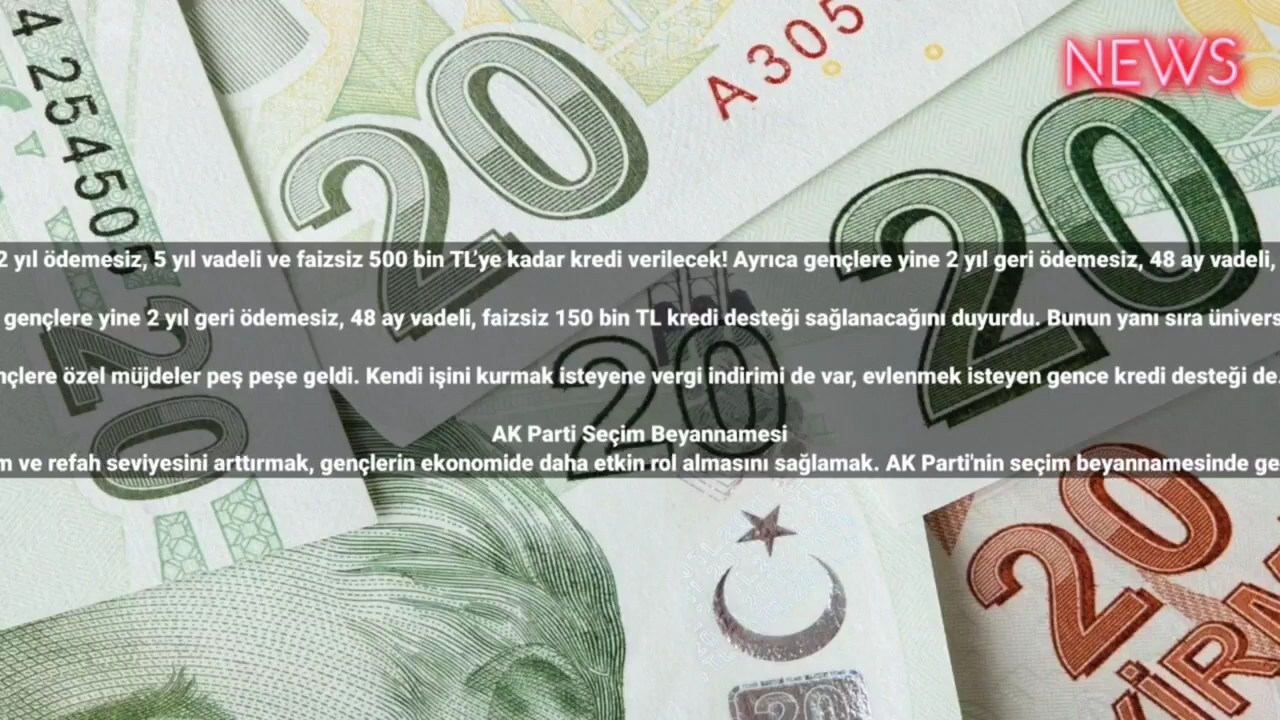 A305
NEWS
425450
20
20
20
20
2 yıl ödemesiz, 5 yıl vadeli ve faizsiz 500 bin TL’ye kadar kredi verilecek! Ayrıca gençlere yine 2 yıl geri ödemesiz, 48 ay vadeli,
gençlere yine 2 yıl geri ödemesiz, 48 ay vadeli, faizsiz 150 bin TL kredi desteği sağlanacağını duyurdu. Bunun yanı sıra ünivers
nçlere özel müjdeler peş peşe geldi. Kendi işini kurmak isteyene vergi indirimi de var, evlenmek isteyen gence kredi desteği de.
AK Parti Seçim Beyannamesi
m ve refah seviyesini arttırmak, gençlerin ekonomide daha etkin rol almasını sağlamak. AK Parti'nin seçim beyannamesinde ge
20
20